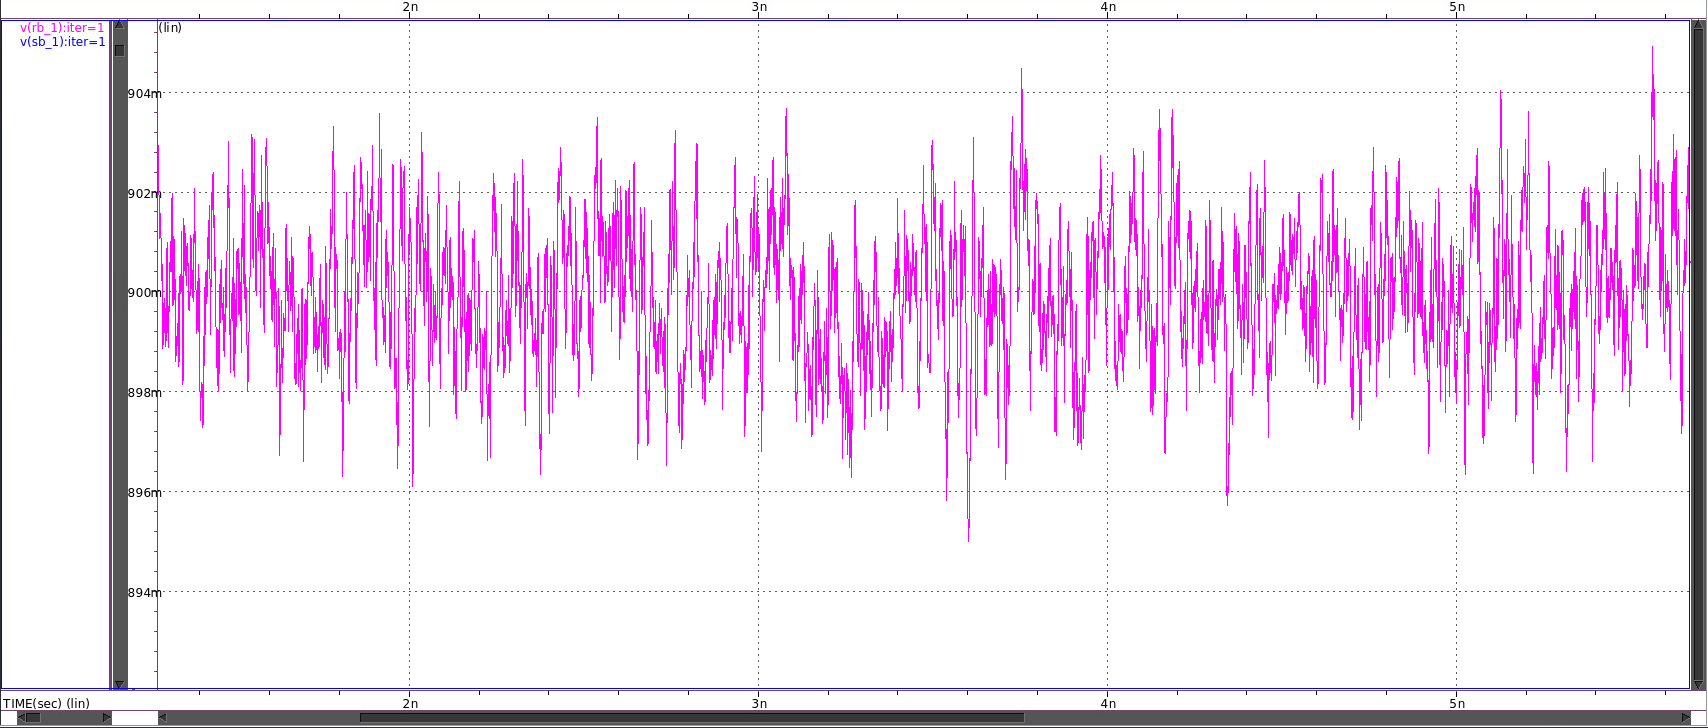 2n 3n 4n 5n
v(rb_1):iter=1
v(sb_1):iter=1
(lin)
904m
902m
900m
898m
896m
894m
TIME(sec) (lin) 2n 3n 4n 5n